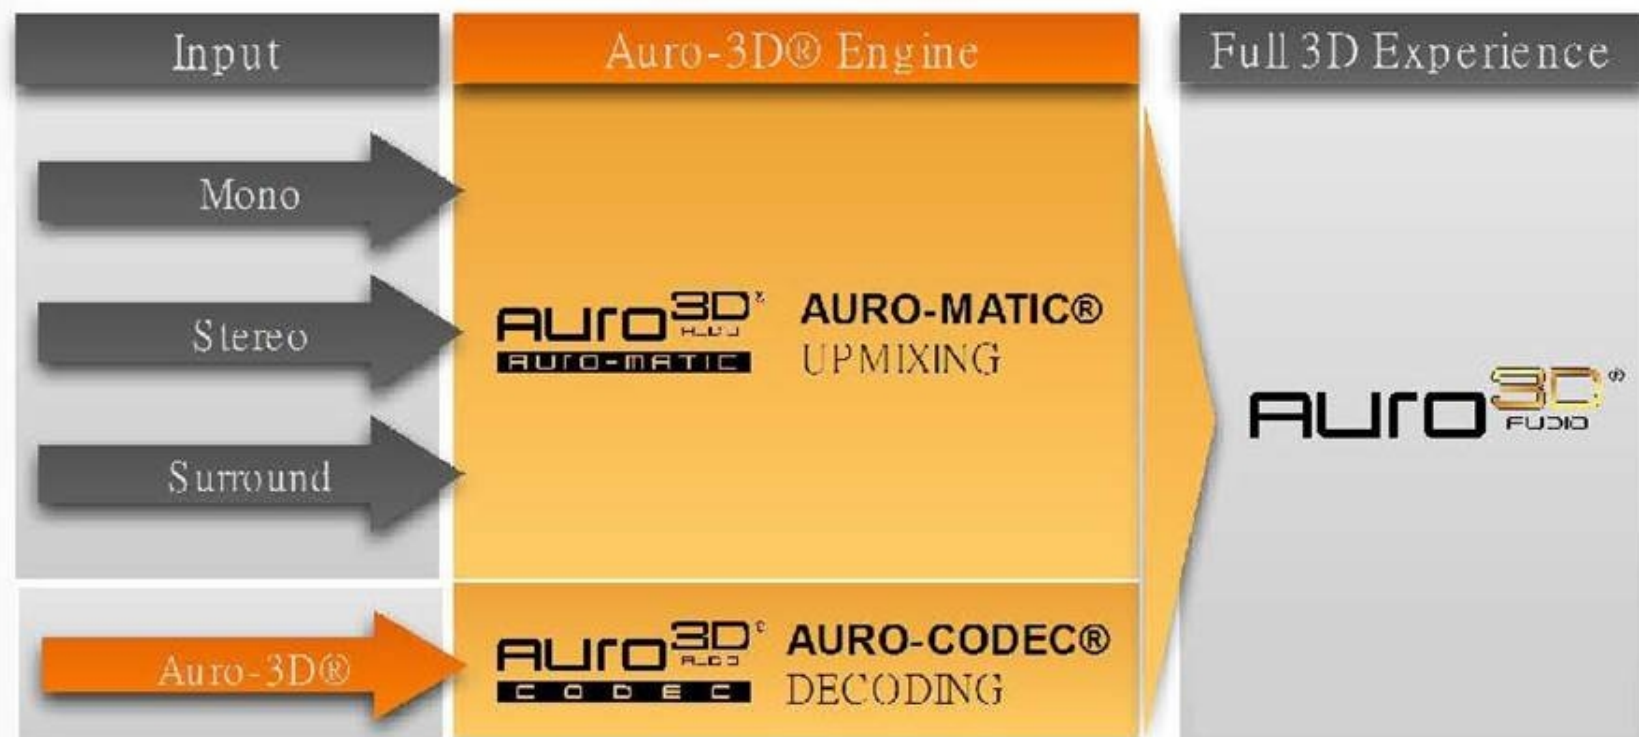 Input
Auro-3D® Engine
Full 3D Experience
Mono
Stereo
Surround
AURO 3D®
AURO-MATIC
AURO-MATIC®
UPMIXING
AURO 3D®
Auro-3D®
AURO 3D
CODEC
AURO-CODEC®
DECODING